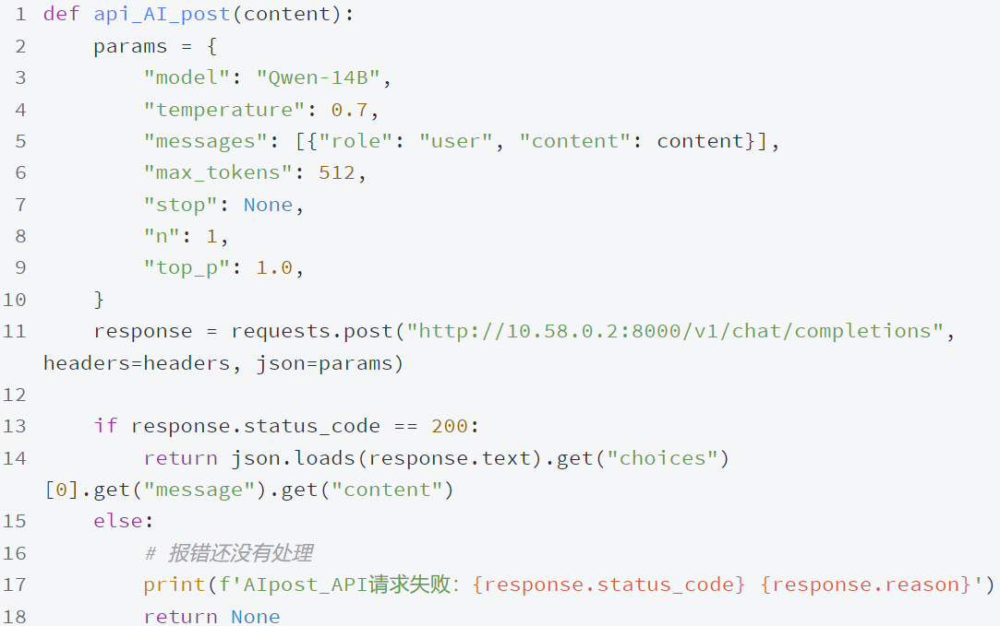 1 def api_AI_post(content):
2     params = {
3         "model": "Qwen-14B",
4         "temperature": 0.7,
5         "messages": [{"role": "user", "content": content}],
6         "max_tokens": 512,
7         "stop": None,
8         "n": 1,
9         "top_p": 1.0,
10     }
11     response = requests.post("http://10.58.0.2:8000/v1/chat/completions",
headers=headers, json=params)
12
13     if response.status_code == 200:
14         return json.loads(response.text).get("choices")
[0].get("message").get("content")
15     else:
16         # 报错还没有处理
17         print(f'AIpost_API请求失败：{response.status_code} {response.reason}')
18         return None